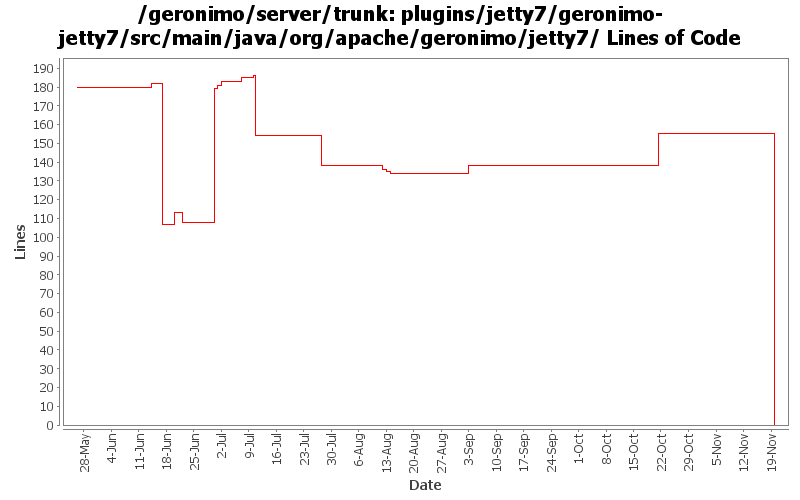 /geronimo/server/trunk: plugins/jetty7/geronimo-
jetty7/src/main/java/org/apache/geronimo/jetty7/ Lines of Code
190
180
170
160
150
140
130
120
110
100
90
80
70
60
50
40
30
20
10
0
Lines
28-May
4-Jun
11-Jun
18-Jun
25-Jun
2-Jul
9-Jul
16-Jul
23-Jul
30-Jul
6-Aug
13-Aug
20-Aug
27-Aug
3-Sep
10-Sep
17-Sep
24-Sep
1-Oct
8-Oct
15-Oct
22-Oct
29-Oct
5-Nov
12-Nov
19-Nov
Date